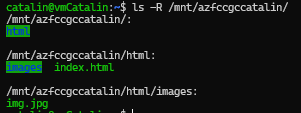 catalin@vmCatalin:~$ ls -R /mnt/azfccgccatalin/
/mnt/azfccgccatalin/:
html
/mnt/azfccgccatalin/html:
images index.html
/mnt/azfccgccatalin/html/images:
img.jpg